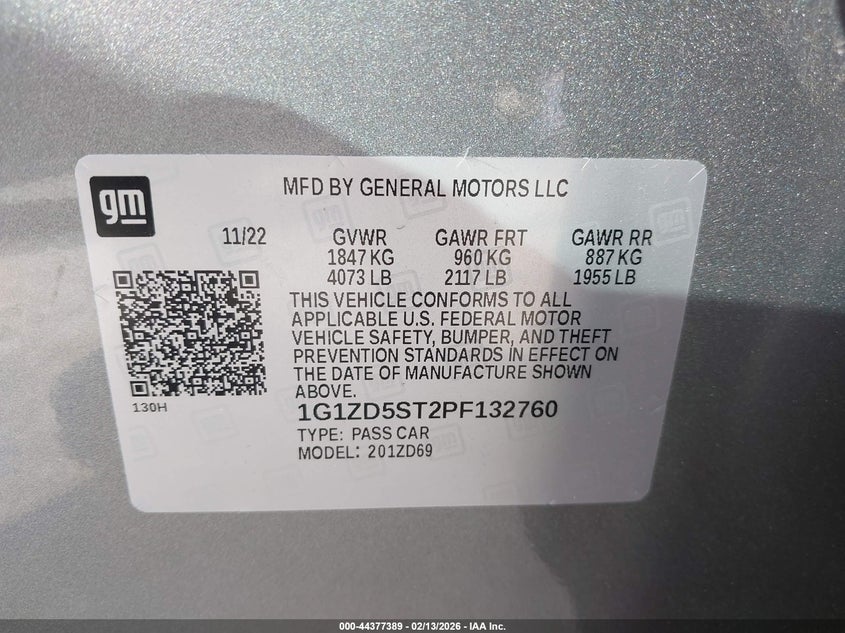 gm
MFD BY GENERAL MOTORS LLC
11/22 GVWR GAWR FRT GAWR RR
1847 KG 960 KG 887 KG
4073 LB 2117 LB 1955 LB
THIS VEHICLE CONFORMS TO ALL
APPLICABLE U.S. FEDERAL MOTOR
VEHICLE SAFETY, BUMPER, AND THEFT
PREVENTION STANDARDS IN EFFECT ON
THE DATE OF MANUFACTURE SHOWN
ABOVE.
130H
1G1ZD5ST2PF132760
TYPE: PASS CAR
MODEL: 201ZD69
000-44377389 - 02/13/2026 - IAA Inc.